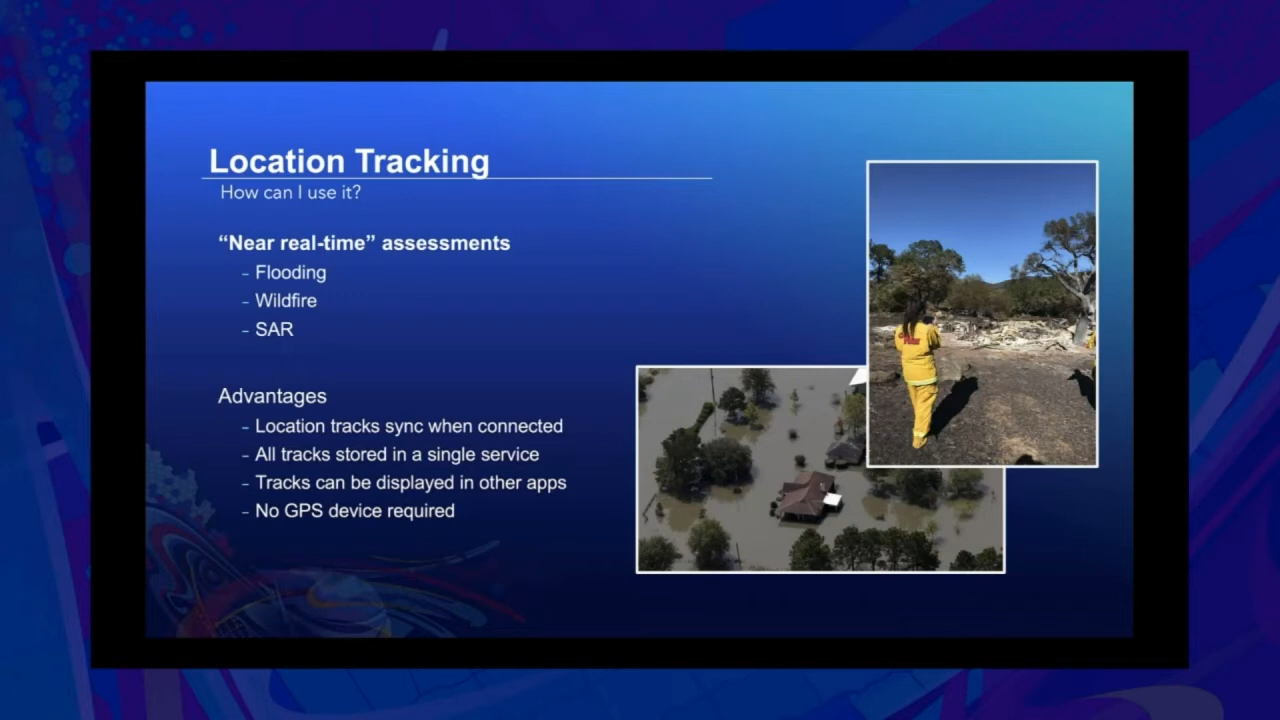 Location Tracking
How can I use it?
“Near real-time” assessments
- Flooding
- Wildfire
- SAR
Advantages
- Location tracks sync when connected
- All tracks stored in a single service
- Tracks can be displayed in other apps
- No GPS device required